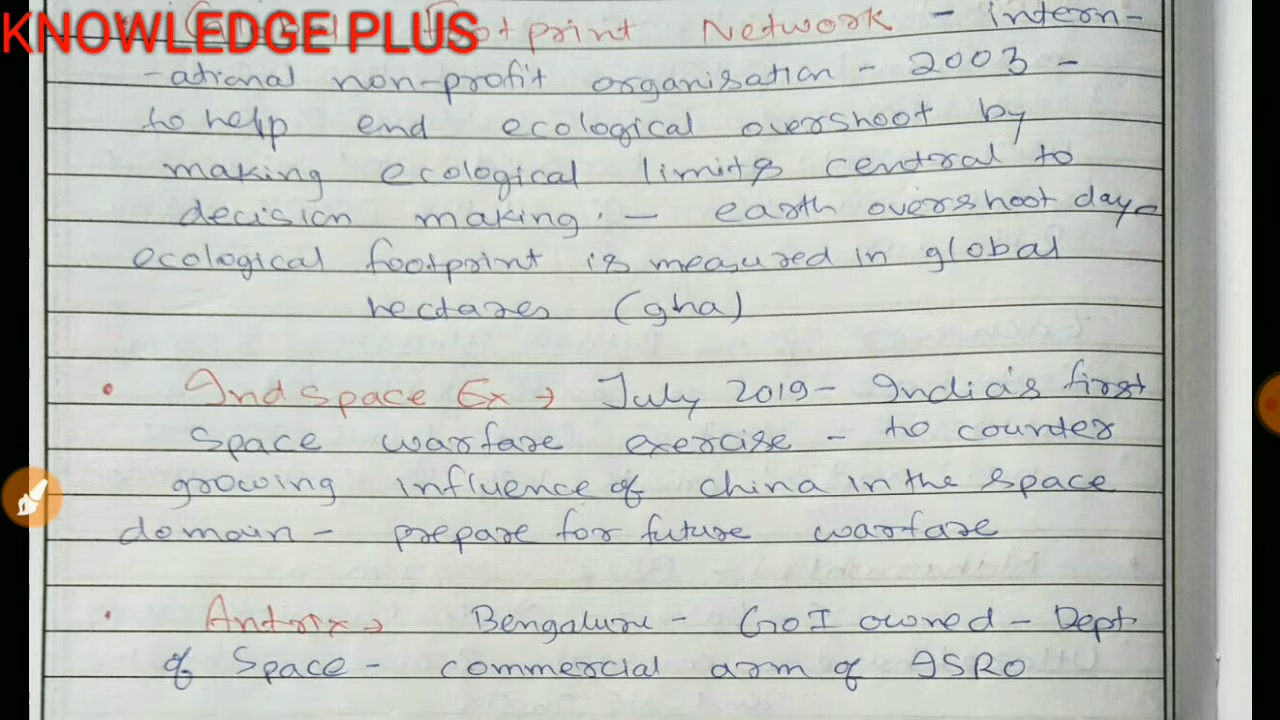 KNOWLEDGE PLUS
Footprint Network - intern-
-ational non-profit organisation - 2003 -
to help end ecological overshoot by
making ecological limits central to
decision making. - earth overshoot day -
ecological footprint is measured in global
hectares (gha)
• IndSpace Ex → July 2019 - India's first
space warfare exercise - to counter
growing influence of china in the space
domain - prepare for future warfare
• Antrix → Bengaluru - GoI owned - Dept.
of Space - commercial arm of ISRO